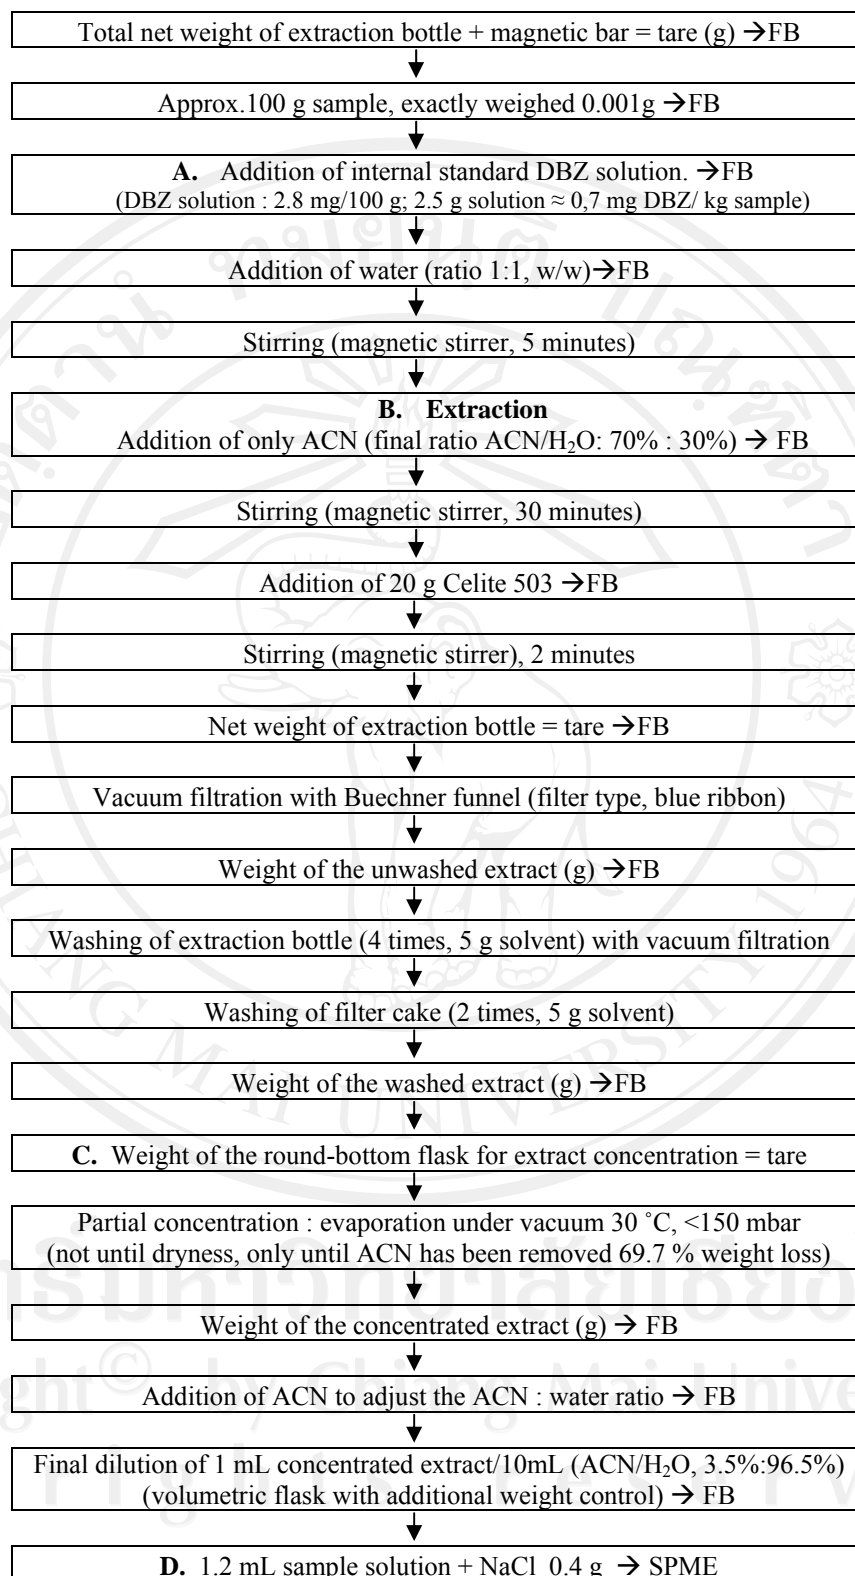 Total net weight of extraction bottle + magnetic bar = tare (g) →FB
Approx.100 g sample, exactly weighed 0.001g →FB
A. Addition of internal standard DBZ solution. →FB
(DBZ solution : 2.8 mg/100 g; 2.5 g solution ≈ 0,7 mg DBZ/ kg sample)
Addition of water (ratio 1:1, w/w)→FB
Stirring (magnetic stirrer, 5 minutes)
B. Extraction
Addition of only ACN (final ratio ACN/H₂O: 70% : 30%) → FB
Stirring (magnetic stirrer, 30 minutes)
Addition of 20 g Celite 503 →FB
Stirring (magnetic stirrer), 2 minutes
Net weight of extraction bottle = tare →FB
Vacuum filtration with Buechner funnel (filter type, blue ribbon)
Weight of the unwashed extract (g) →FB
Washing of extraction bottle (4 times, 5 g solvent) with vacuum filtration
Washing of filter cake (2 times, 5 g solvent)
Weight of the washed extract (g) →FB
C. Weight of the round-bottom flask for extract concentration = tare
Partial concentration : evaporation under vacuum 30 ˚C, <150 mbar
(not until dryness, only until ACN has been removed 69.7 % weight loss)
Weight of the concentrated extract (g) → FB
Addition of ACN to adjust the ACN : water ratio → FB
Final dilution of 1 mL concentrated extract/10mL (ACN/H₂O, 3.5%:96.5%)
(volumetric flask with additional weight control) → FB
D. 1.2 mL sample solution + NaCl 0.4 g → SPME
CHIANG MAI UNIVERSITY 1964
© by Chiang Mai